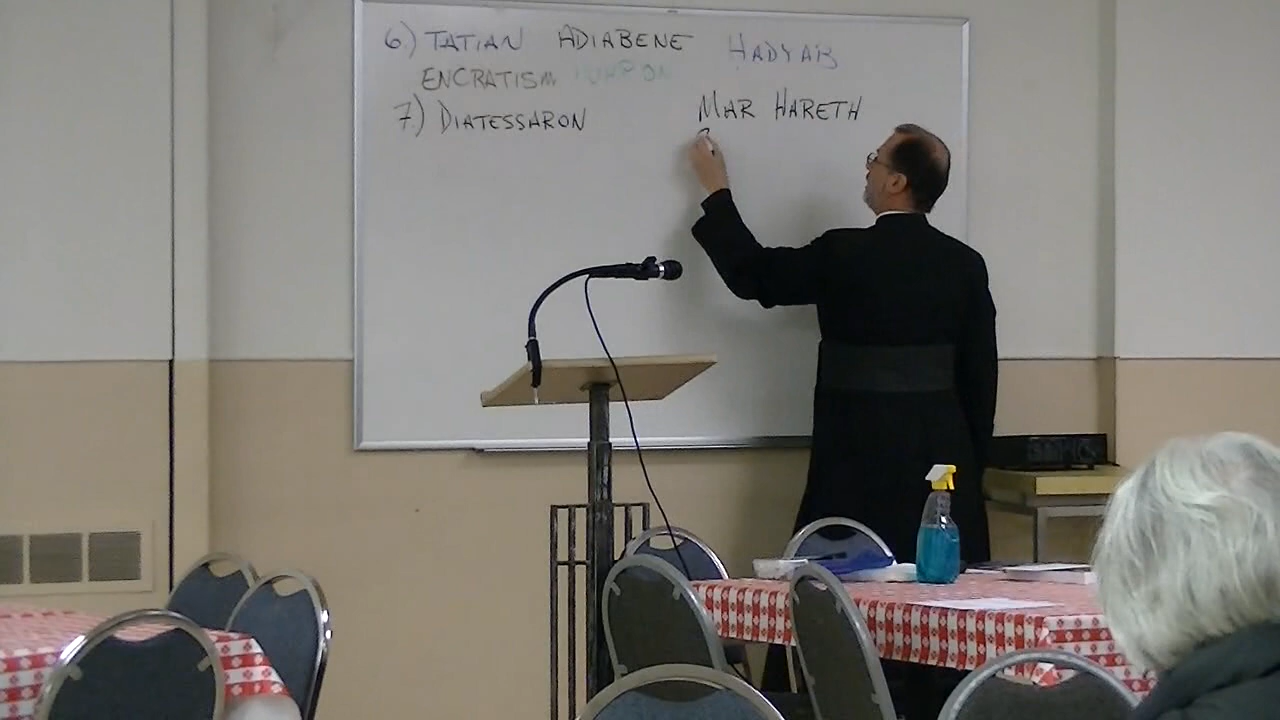 6) TATIAN ADIABENE HADYAB
ENCRATISM
7) DIATESSARON MAR HARETH